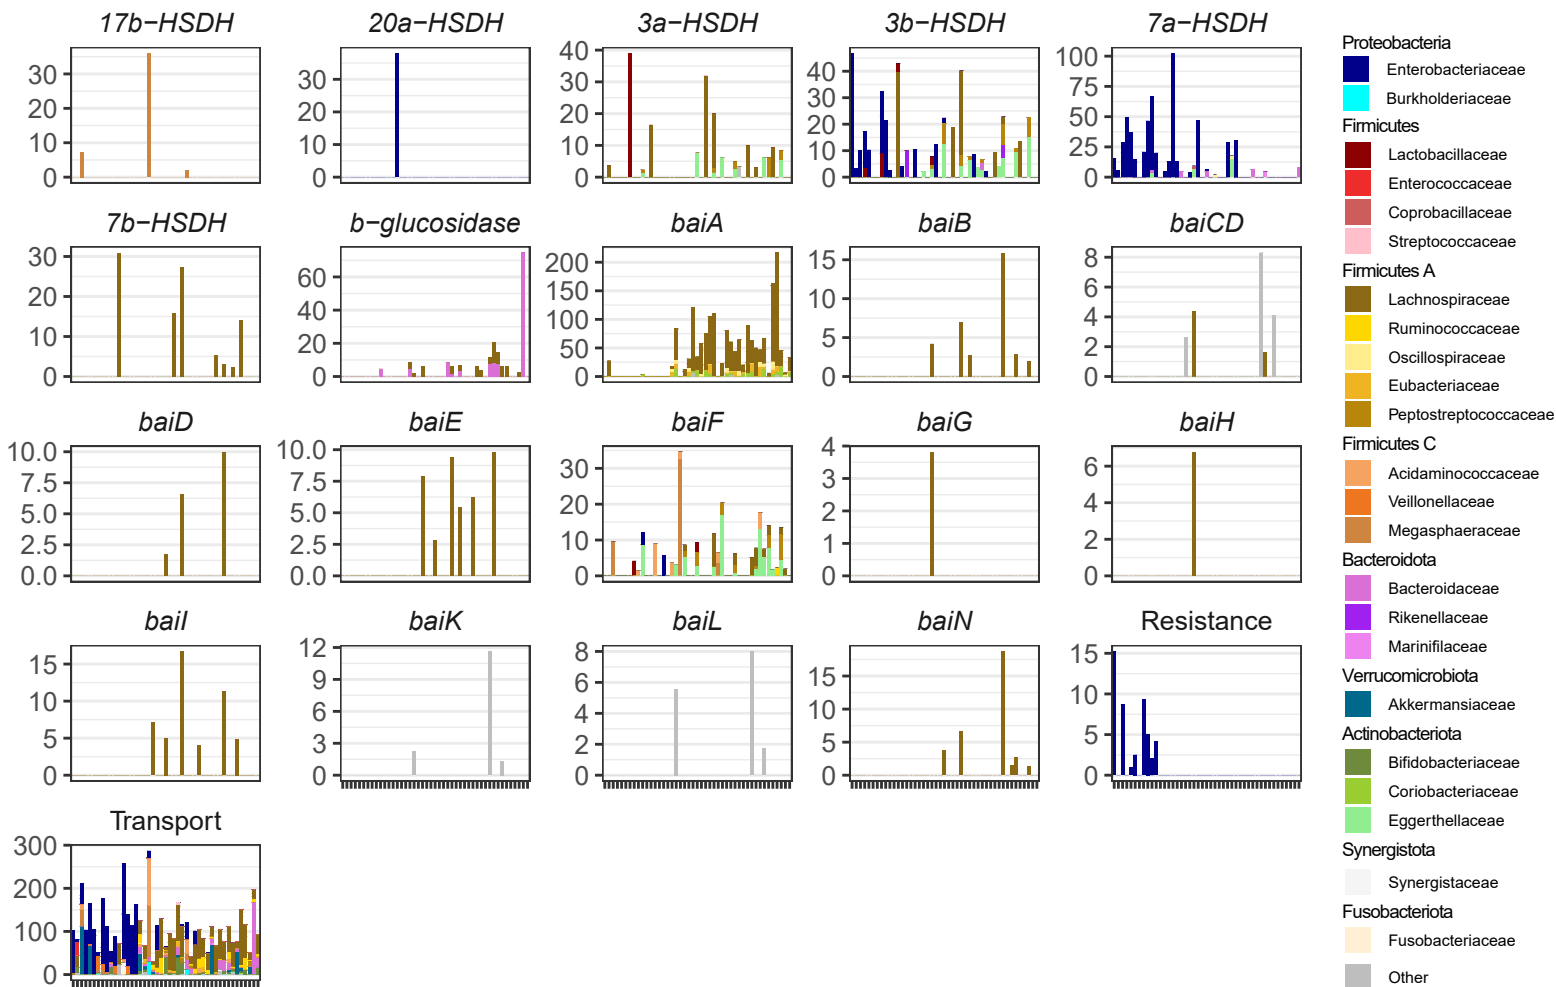 17b−HSDH 20a−HSDH 3a−HSDH 3b−HSDH 7a−HSDH
30 20 10 0
30 20 10 0
40 30 20 10 0
40 30 20 10 0
100 75 50 25 0
7b−HSDH b−glucosidase baiA baiB baiCD
30 20 10 0
60 40 20 0
200 150 100 50 0
15 10 5 0
8 6 4 2 0
baiD baiE baiF baiG baiH
10.0 7.5 5.0 2.5 0.0
10.0 7.5 5.0 2.5 0.0
30 20 10 0
4 3 2 1 0
6 4 2 0
baiI baiK baiL baiN Resistance
15 10 5 0
12 9 6 3 0
8 6 4 2 0
15 10 5 0
15 10 5 0
Transport
300 200 100 0
Proteobacteria
Enterobacteriaceae
Burkholderiaceae
Firmicutes
Lactobacillaceae
Enterococcaceae
Coprobacillaceae
Streptococcaceae
Firmicutes A
Lachnospiraceae
Ruminococcaceae
Oscillospiraceae
Eubacteriaceae
Peptostreptococcaceae
Firmicutes C
Acidaminococcaceae
Veillonellaceae
Megasphaeraceae
Bacteroidota
Bacteroidaceae
Rikenellaceae
Marinifilaceae
Verrucomicrobiota
Akkermansiaceae
Actinobacteriota
Bifidobacteriaceae
Coriobacteriaceae
Eggerthellaceae
Synergistota
Synergistaceae
Fusobacteriota
Fusobacteriaceae
Other